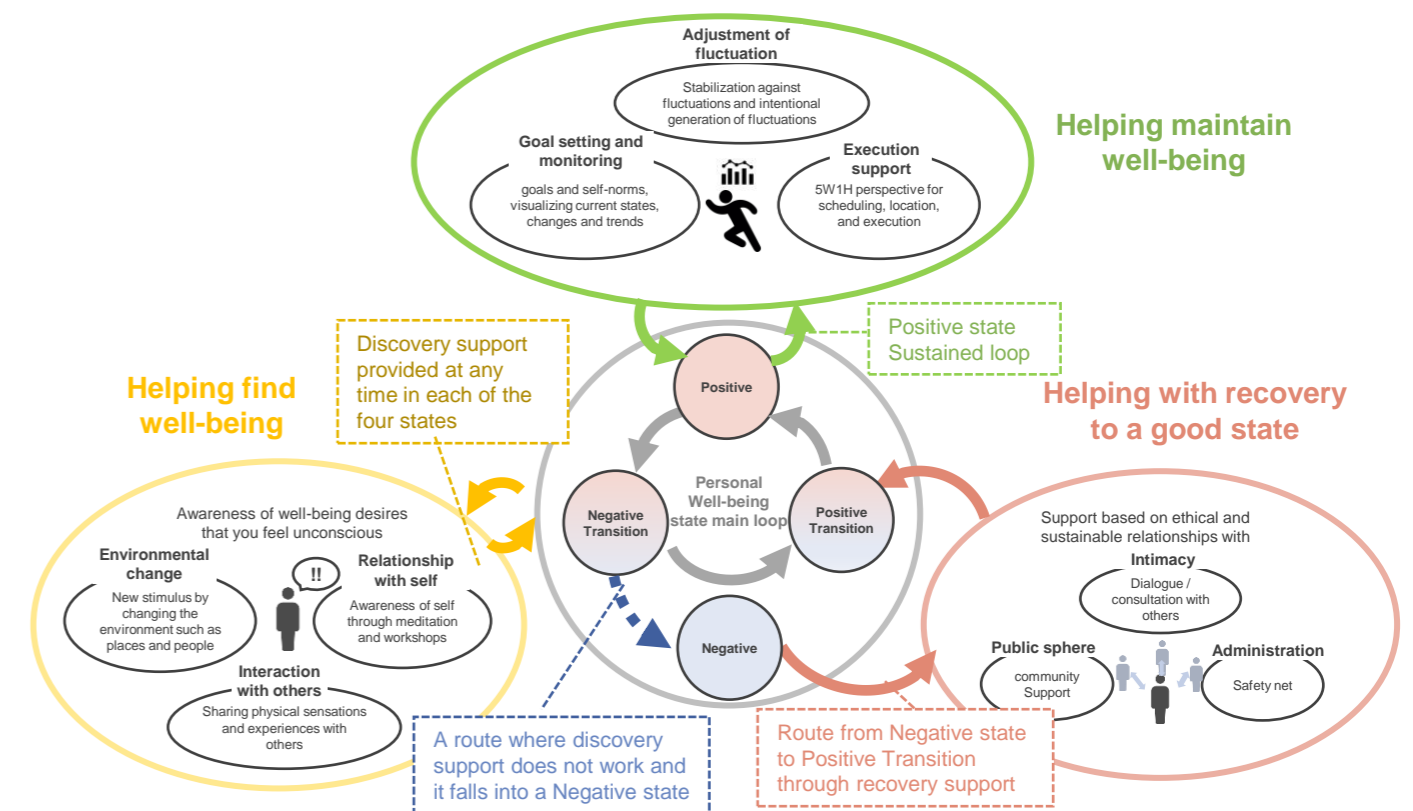 Adjustment of
fluctuation
Stabilization against
fluctuations and intentional
generation of fluctuations
Goal setting and
monitoring
goals and self-norms,
visualizing current states,
changes and trends
Execution
support
5W1H perspective for
scheduling, location,
and execution
Helping maintain
well-being
Positive state
Sustained loop
Discovery support
provided at any
time in each of the
four states
Helping find
well-being
Positive
Negative
Transition
Personal
Well-being
state main loop
Positive
Transition
Negative
Helping with recovery
to a good state
Awareness of well-being desires
that you feel unconscious
Environmental
change
New stimulus by
changing the
environment such as
places and people
!!
Relationship
with self
Awareness of self
through meditation
and workshops
Interaction
with others
Sharing physical sensations
and experiences with
others
Support based on ethical and
sustainable relationships with
Intimacy
Dialogue /
consultation with
others
Public sphere
community
Support
Administration
Safety net
A route where discovery
support does not work and
it falls into a Negative state
Route from Negative state
to Positive Transition
through recovery support